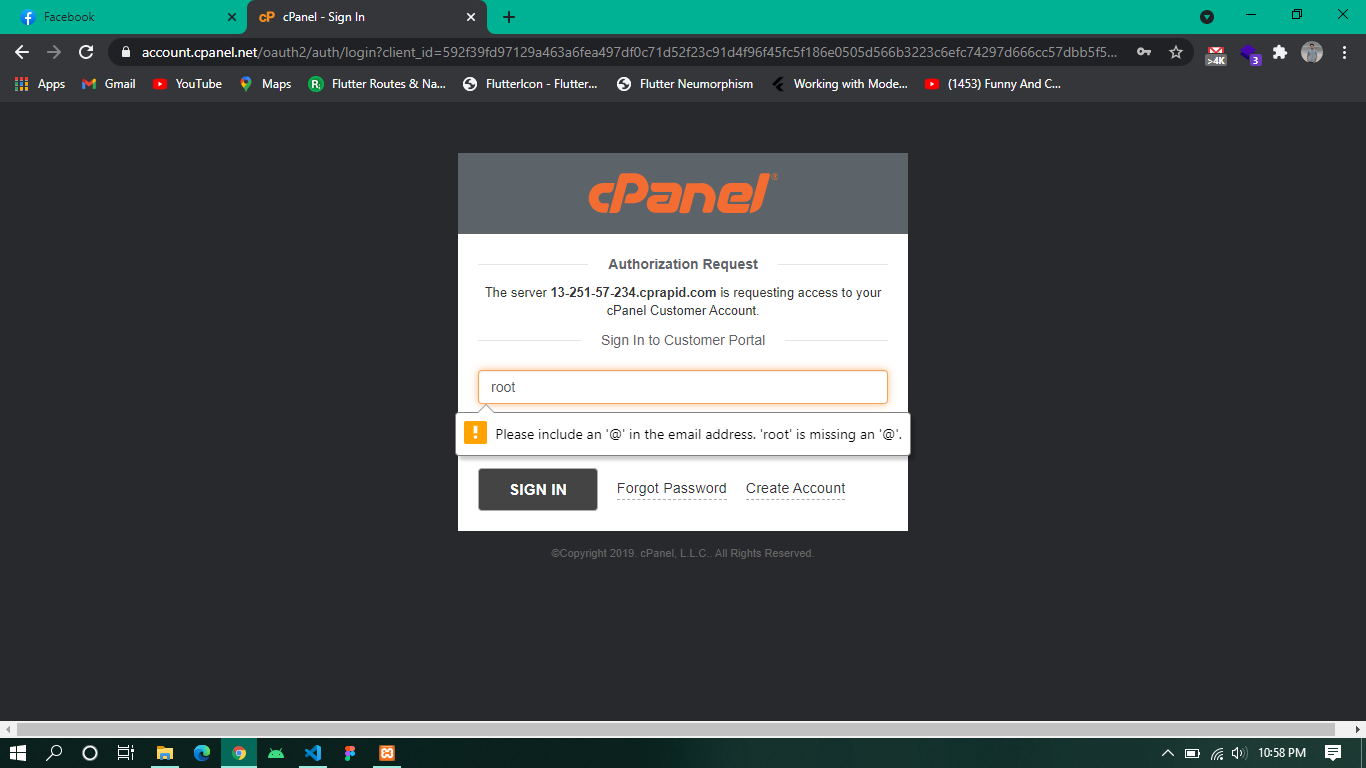 Facebook
cPanel - Sign In
account.cpanel.net/oauth2/auth/login?client_id=592f39fd97129a463a6fea497df0c71d52f23c91d4f96f45fc5f186e0505d566b3223c6efc74297d666cc57dbb5f5...
>4K
3
Apps
Gmail
YouTube
Maps
R
Flutter Routes & Na...
FlutterIcon - Flutter...
Flutter Neumorphism
Working with Mode...
(1453) Funny And C...
cPanel®
Authorization Request
The server 13-251-57-234.cprapid.com is requesting access to your
cPanel Customer Account.
Sign In to Customer Portal
root
Please include an '@' in the email address. 'root' is missing an '@'.
SIGN IN
Forgot Password
Create Account
©Copyright 2019. cPanel, L.L.C.. All Rights Reserved.
10:58 PM